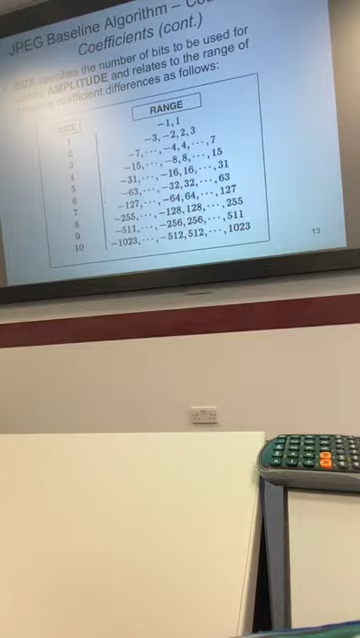 JPEG Baseline Algorithm –
Coefficients (cont.)
SIZE specifies the number of bits to be used for
AMPLITUDE and relates to the range of
coefficient differences as follows:
SIZE RANGE
1 −1, 1
2 −3, −2, 2, 3
3 −7, ⋯, −4, 4, ⋯, 7
4 −15, ⋯, −8, 8, ⋯, 15
5 −31, ⋯, −16, 16, ⋯, 31
6 −63, ⋯, −32, 32, ⋯, 63
7 −127, ⋯, −64, 64, ⋯, 127
8 −255, ⋯, −128, 128, ⋯, 255
9 −511, ⋯, −256, 256, ⋯, 511
10 −1023, ⋯, −512, 512, ⋯, 1023
13